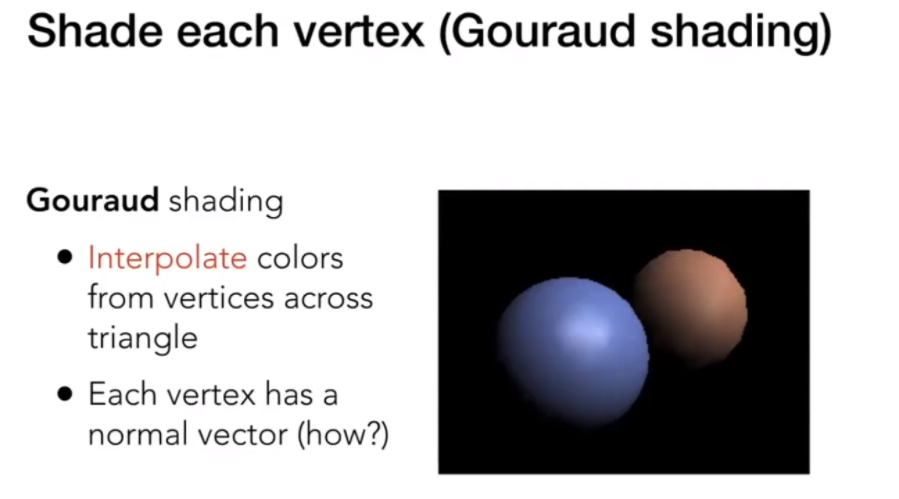 Shade each vertex (Gouraud shading)
Gouraud shading
● Interpolate colors
from vertices across
triangle
● Each vertex has a
normal vector (how?)